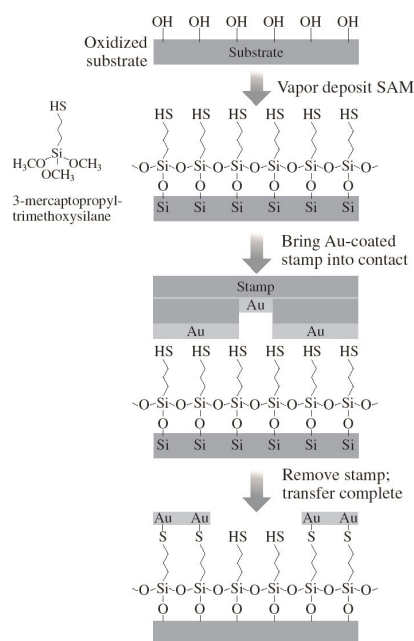 OH OH OH OH OH OH
Oxidized
substrate
Substrate
Vapor deposit SAM
HS
Si
H3CO OCH3
OCH3
3-mercaptopropyl-
trimethoxysilane
HS HS HS HS HS HS
-O-Si-O-Si-O-Si-O-Si-O-Si-O-Si-O-
O O O O O O
Si Si Si Si Si Si
Bring Au-coated
stamp into contact
Stamp
Au
Au Au
HS HS HS HS HS HS
-O-Si-O-Si-O-Si-O-Si-O-Si-O-Si-O-
O O O O O O
Si Si Si Si Si Si
Remove stamp;
transfer complete
Au Au Au Au
S S HS HS S S
-O-Si-O-Si-O-Si-O-Si-O-Si-O-Si-O-
O O O O O O